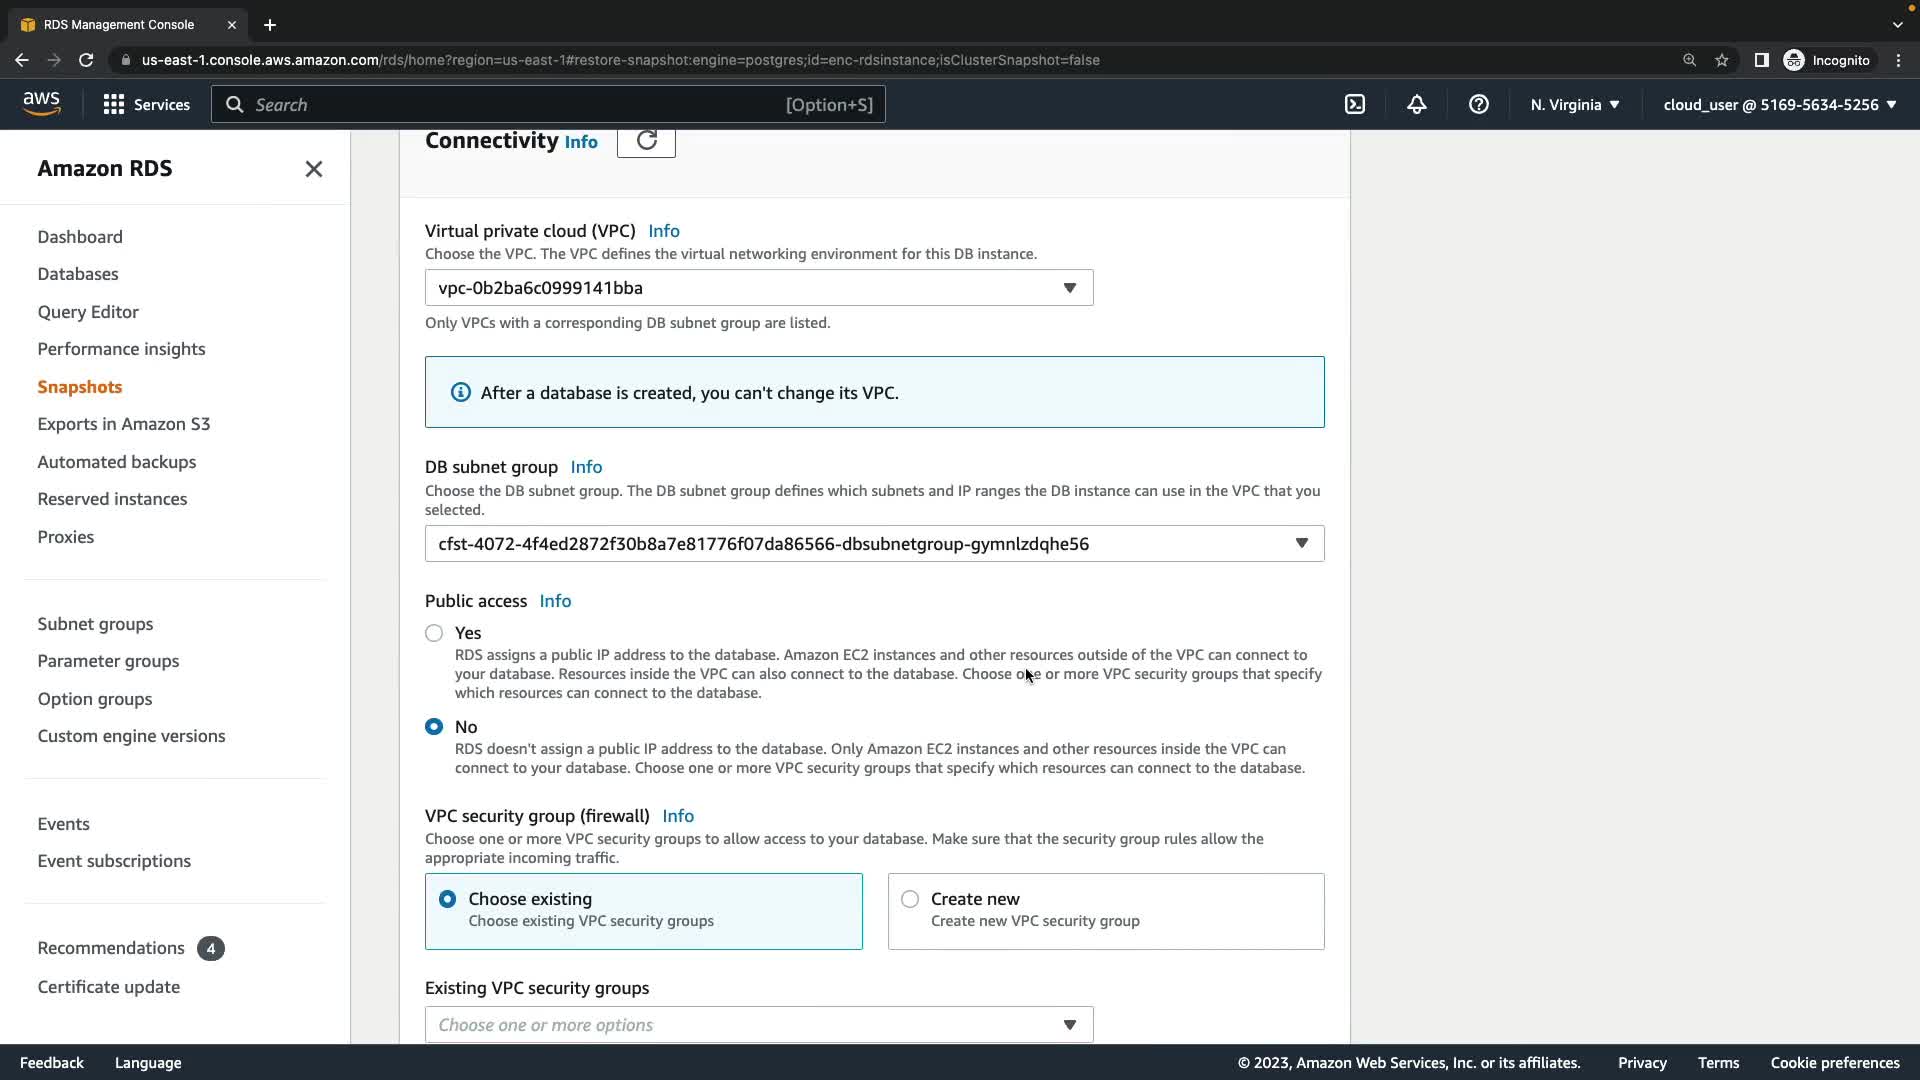 RDS Management Console
us-east-1.console.aws.amazon.com/rds/home?region=us-east-1#restore-snapshot:engine=postgres;id=enc-rdsinstance;isClusterSnapshot=false
Incognito
aws
Services
Search
[Option+S]
N. Virginia
cloud_user @ 5169-5634-5256
Amazon RDS
Dashboard
Databases
Query Editor
Performance insights
Snapshots
Exports in Amazon S3
Automated backups
Reserved instances
Proxies
Subnet groups
Parameter groups
Option groups
Custom engine versions
Events
Event subscriptions
Recommendations 4
Certificate update
Connectivity Info
Virtual private cloud (VPC) Info
Choose the VPC. The VPC defines the virtual networking environment for this DB instance.
vpc-0b2ba6c0999141bba
Only VPCs with a corresponding DB subnet group are listed.
After a database is created, you can't change its VPC.
DB subnet group Info
Choose the DB subnet group. The DB subnet group defines which subnets and IP ranges the DB instance can use in the VPC that you
selected.
cfst-4072-4f4ed2872f30b8a7e81776f07da86566-dbsubnetgroup-gymnlzdqhe56
Public access Info
Yes
RDS assigns a public IP address to the database. Amazon EC2 instances and other resources outside of the VPC can connect to
your database. Resources inside the VPC can also connect to the database. Choose one or more VPC security groups that specify
which resources can connect to the database.
No
RDS doesn't assign a public IP address to the database. Only Amazon EC2 instances and other resources inside the VPC can
connect to your database. Choose one or more VPC security groups that specify which resources can connect to the database.
VPC security group (firewall) Info
Choose one or more VPC security groups to allow access to your database. Make sure that the security group rules allow the
appropriate incoming traffic.
Choose existing
Choose existing VPC security groups
Create new
Create new VPC security group
Existing VPC security groups
Choose one or more options
Feedback
Language
© 2023, Amazon Web Services, Inc. or its affiliates.
Privacy
Terms
Cookie preferences